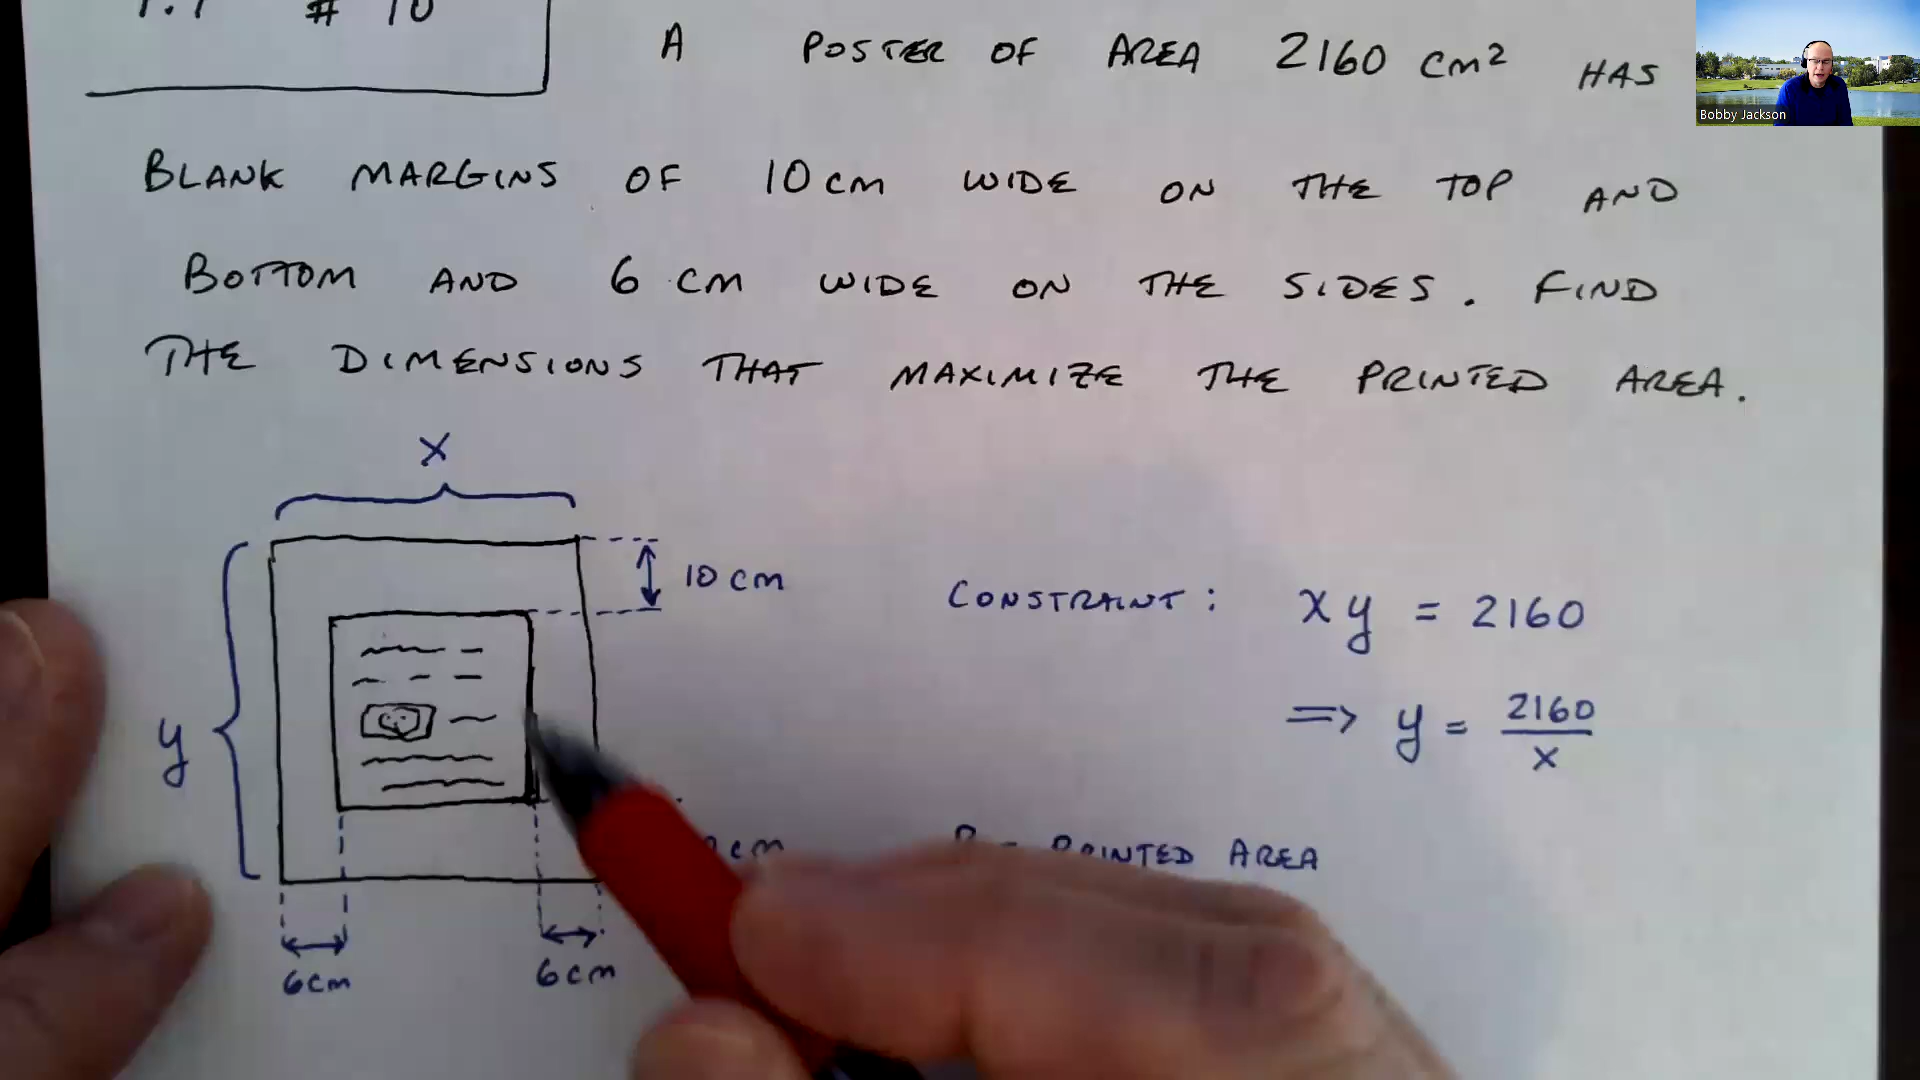 # 10
A POSTER OF AREA 2160 cm² HAS
Bobby Jackson
BLANK MARGINS OF 10 cm WIDE ON THE TOP AND
BOTTOM AND 6 CM WIDE ON THE SIDES. FIND
THE DIMENSIONS THAT MAXIMIZE THE PRINTED AREA.
x
10 cm
CONSTRAINT: xy = 2160
y
=> y = 2160/x
cm
= PRINTED AREA
6cm
6cm